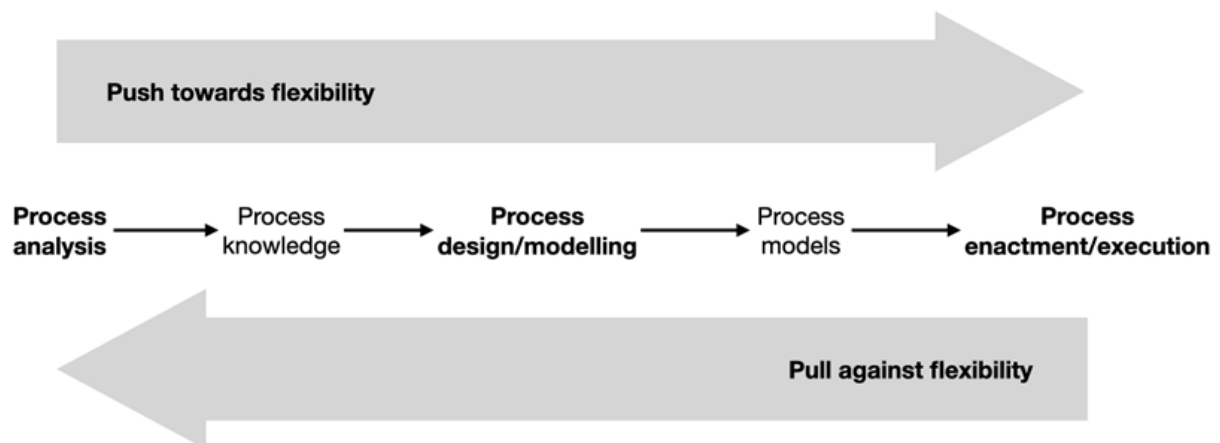 Push towards flexibility
Process
analysis
Process
knowledge
Process
design/modelling
Process
models
Process
enactment/execution
Pull against flexibility